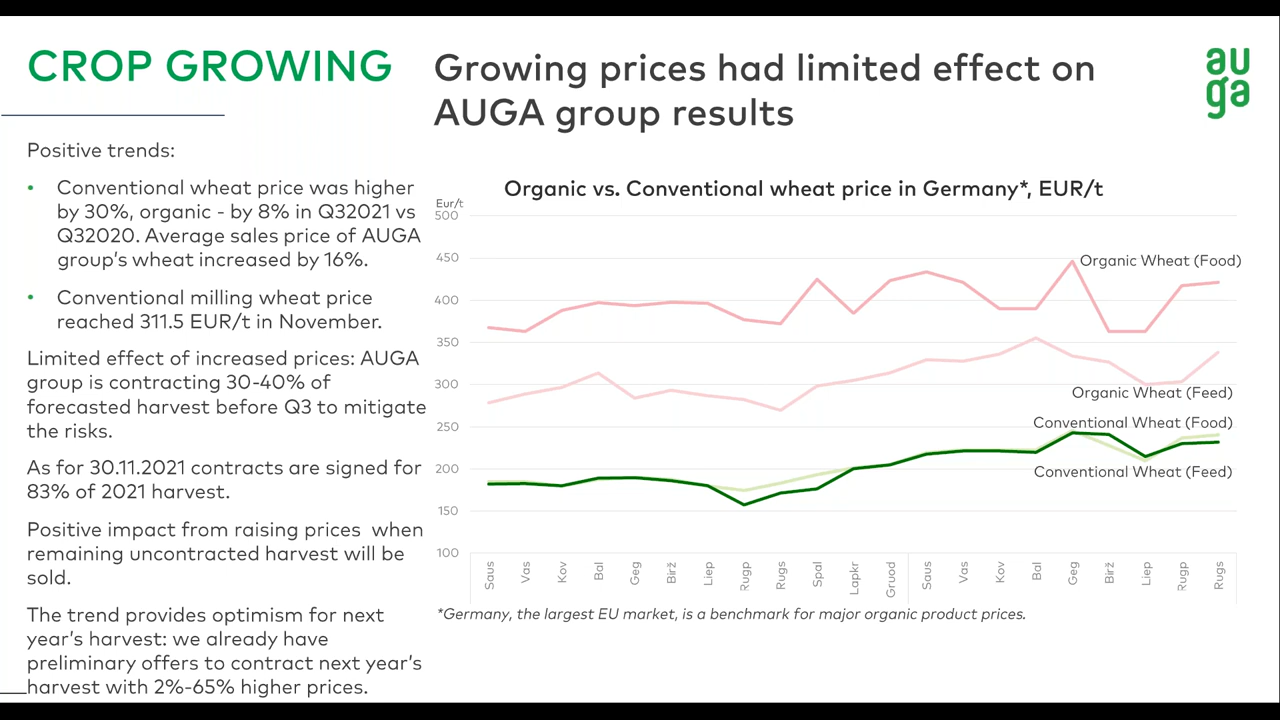 CROP GROWING
Growing prices had limited effect on
AUGA group results
au
ga
Positive trends:
• Conventional wheat price was higher
by 30%, organic - by 8% in Q32021 vs
Q32020. Average sales price of AUGA
group's wheat increased by 16%.
• Conventional milling wheat price
reached 311.5 EUR/t in November.
Limited effect of increased prices: AUGA
group is contracting 30-40% of
forecasted harvest before Q3 to mitigate
the risks.
As for 30.11.2021 contracts are signed for
83% of 2021 harvest.
Positive impact from raising prices when
remaining uncontracted harvest will be
sold.
The trend provides optimism for next
year's harvest: we already have
preliminary offers to contract next year's
harvest with 2%-65% higher prices.
Organic vs. Conventional wheat price in Germany*, EUR/t
Eur/t
500
450
400
350
300
250
200
150
100
Organic Wheat (Food)
Organic Wheat (Feed)
Conventional Wheat (Food)
Conventional Wheat (Feed)
Saus
Vas
Kov
Bal
Geg
Birž
Liep
Rugp
Rugs
Spal
Lapkr
Gruod
Saus
Vas
Kov
Bal
Geg
Birž
Liep
Rugp
Rugs
*Germany, the largest EU market, is a benchmark for major organic product prices.